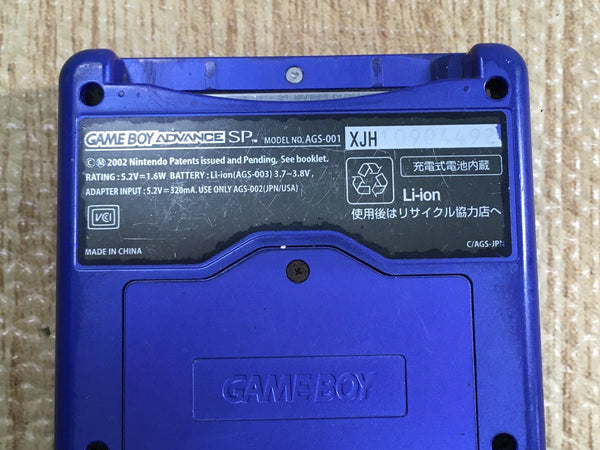 GAME BOY ADVANCE SP™ MODEL NO. AGS-001 XJH
© Ⓜ 2002 Nintendo Patents issued and Pending, See booklet.
RATING : 5.2V⎓1.6W BATTERY : Li-ion(AGS-003) 3.7~3.8V,
ADAPTER INPUT : 5.2V⎓320mA. USE ONLY AGS-002(JPN/USA)
VCI
MADE IN CHINA
充電式電池内蔵
Li-ion
使用後はリサイクル協力店へ
C/AGS-JPN
GAME BOY